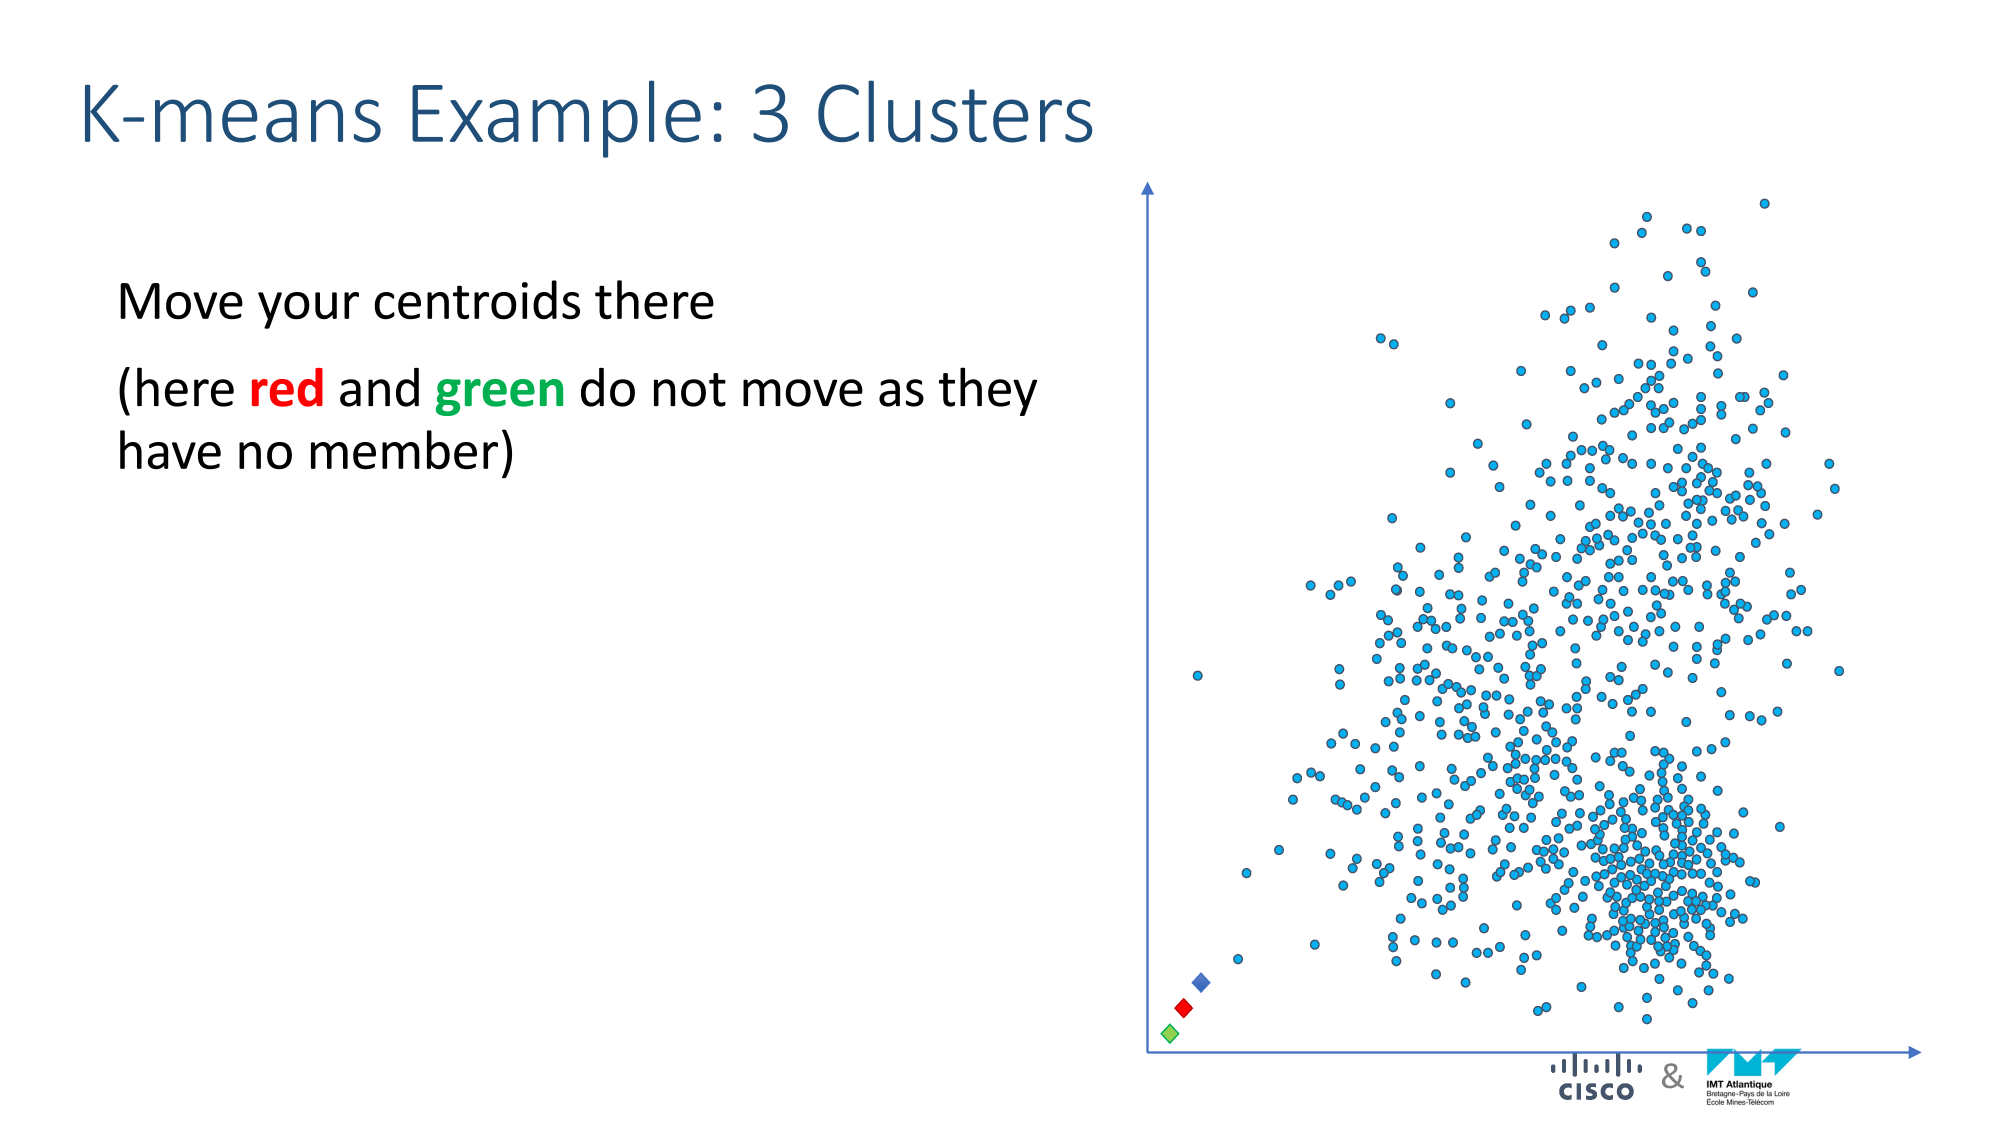 K-means Example: 3 Clusters
Move your centroids there
(here red and green do not move as they
have no member)
CISCO
&
IMT Atlantique
Bretagne-Pays de la Loire
École Mines-Télécom